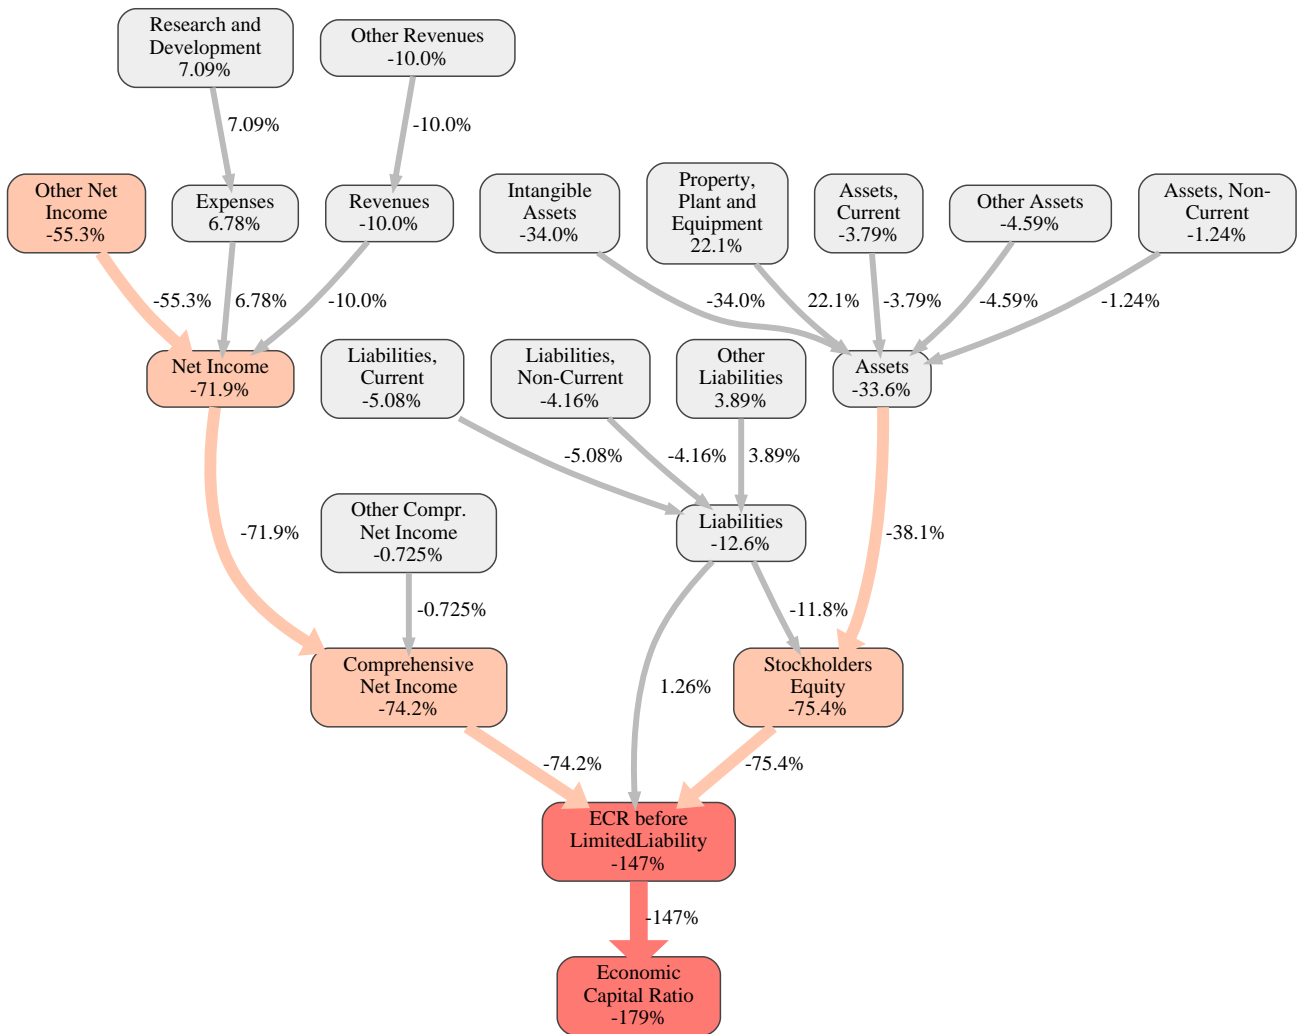 Research and
Development
7.09%
Other Revenues
-10.0%
7.09%
-10.0%
Other Net
Income
-55.3%
Expenses
6.78%
Revenues
-10.0%
Intangible
Assets
-34.0%
Property,
Plant and
Equipment
22.1%
Assets,
Current
-3.79%
Other Assets
-4.59%
Assets, Non-
Current
-1.24%
-55.3%
6.78%
-10.0%
-34.0%
22.1%
-3.79%
-4.59%
-1.24%
Net Income
-71.9%
Liabilities,
Current
-5.08%
Liabilities,
Non-Current
-4.16%
Other
Liabilities
3.89%
Assets
-33.6%
-5.08%
-4.16%
3.89%
-71.9%
Other Compr.
Net Income
-0.725%
Liabilities
-12.6%
-38.1%
-0.725%
-11.8%
Comprehensive
Net Income
-74.2%
1.26%
Stockholders
Equity
-75.4%
-74.2%
-75.4%
ECR before
LimitedLiability
-147%
-147%
Economic
Capital Ratio
-179%